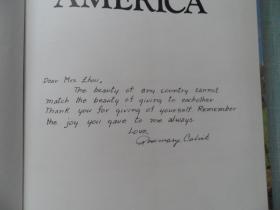 AMERICA
Dear Mrs. Zhou,
The beauty of any country cannot
match the beauty of giving to eachother
Thank you for giving of yourself. Remember
the joy you gave to me always.
Love,
Rosemary